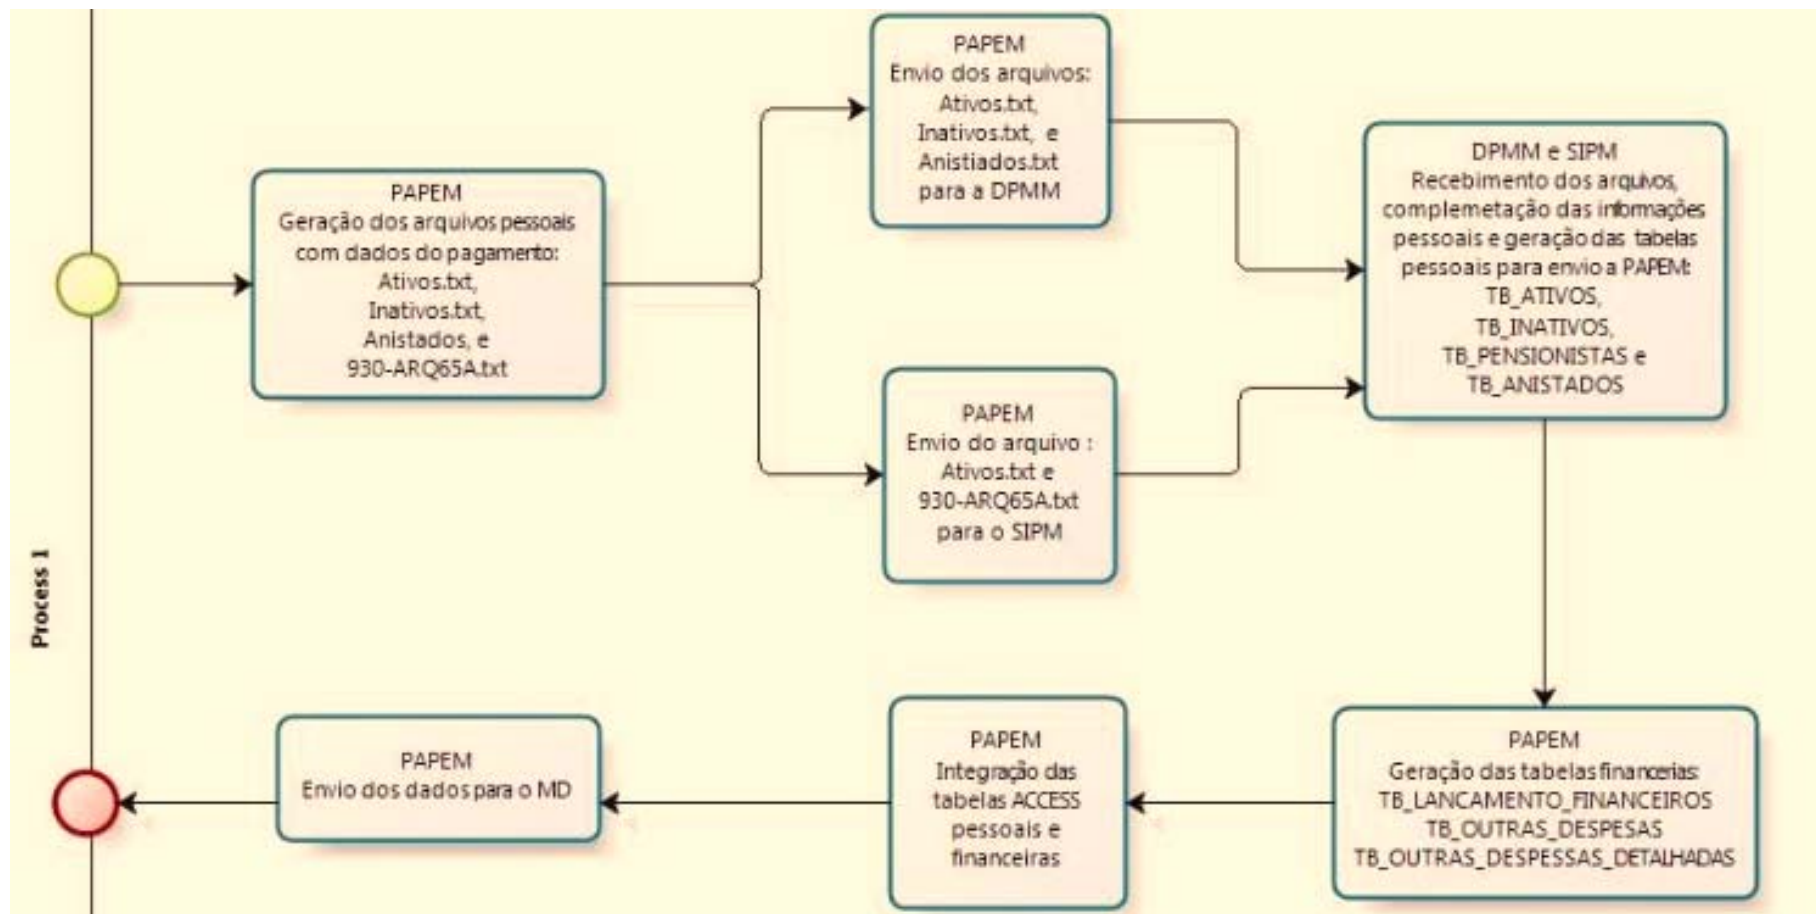 Process 1
PAPEM
Geração dos arquivos pessoais
com dados do pagamento:
Ativos.txt,
Inativos.txt,
Anistados, e
930-ARQ65A.txt
PAPEM
Envio dos arquivos:
Ativos.txt,
Inativos.txt, e
Anistiados.txt
para a DPMM
PAPEM
Envio do arquivo :
Ativos.txt e
930-ARQ65A.txt
para o SIPM
DPMM e SIPM
Recebimento dos arquivos,
complemetação das informações
pessoais e geração das tabelas
pessoais para envio a PAPEM:
TB_ATIVOS,
TB_INATIVOS,
TB_PENSIONISTAS e
TB_ANISTADOS
PAPEM
Geração das tabelas financerias:
TB_LANCAMENTO_FINANCEIROS
TB_OUTRAS_DESPESAS
TB_OUTRAS_DESPESSAS_DETALHADAS
PAPEM
Integração das
tabelas ACCESS
pessoais e
financeiras
PAPEM
Envio dos dados para o MD